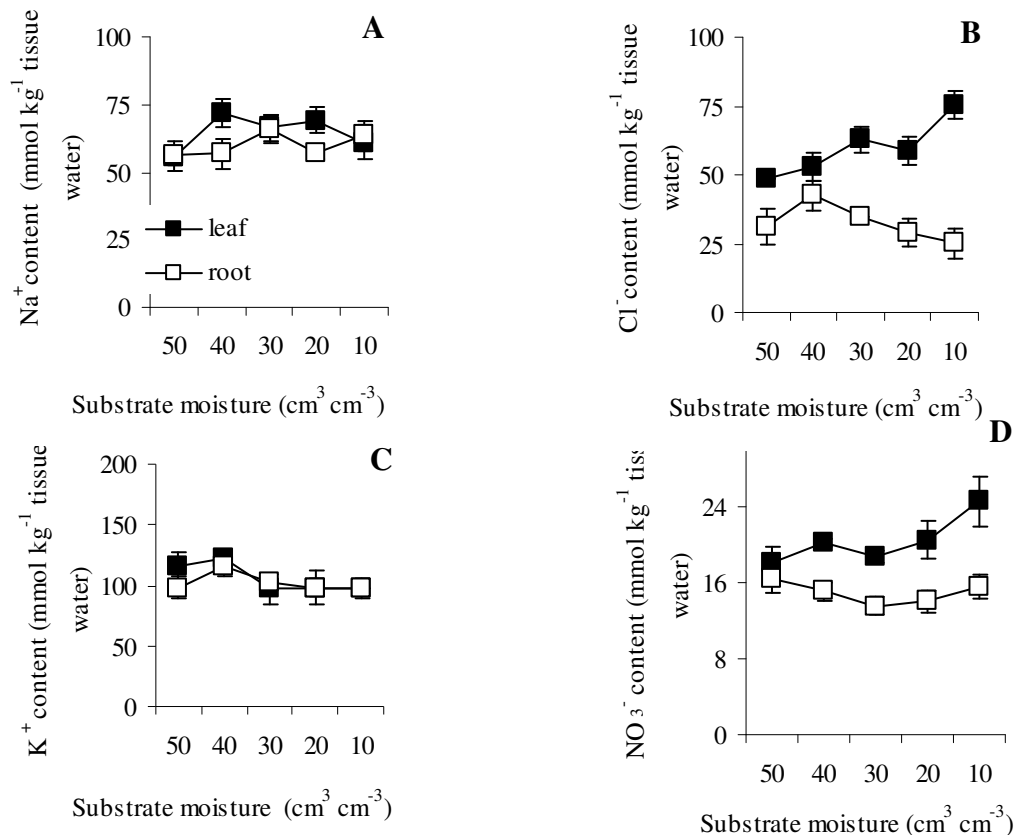 A
Na⁺ content (mmol kg⁻¹ tissue
water)
100
75
50
25
0
leaf
root
50 40 30 20 10
Substrate moisture (cm³ cm⁻³)
B
Cl⁻ content (mmol kg⁻¹ tissue
water)
100
75
50
25
0
50 40 30 20 10
Substrate moisture (cm³ cm⁻³)
C
K⁺ content (mmol kg⁻¹ tissue
water)
200
150
100
50
0
50 40 30 20 10
Substrate moisture (cm³ cm⁻³)
D
NO₃⁻ content (mmol kg⁻¹ tis
water)
24
16
8
0
50 40 30 20 10
Substrate moisture (cm³ cm⁻³)